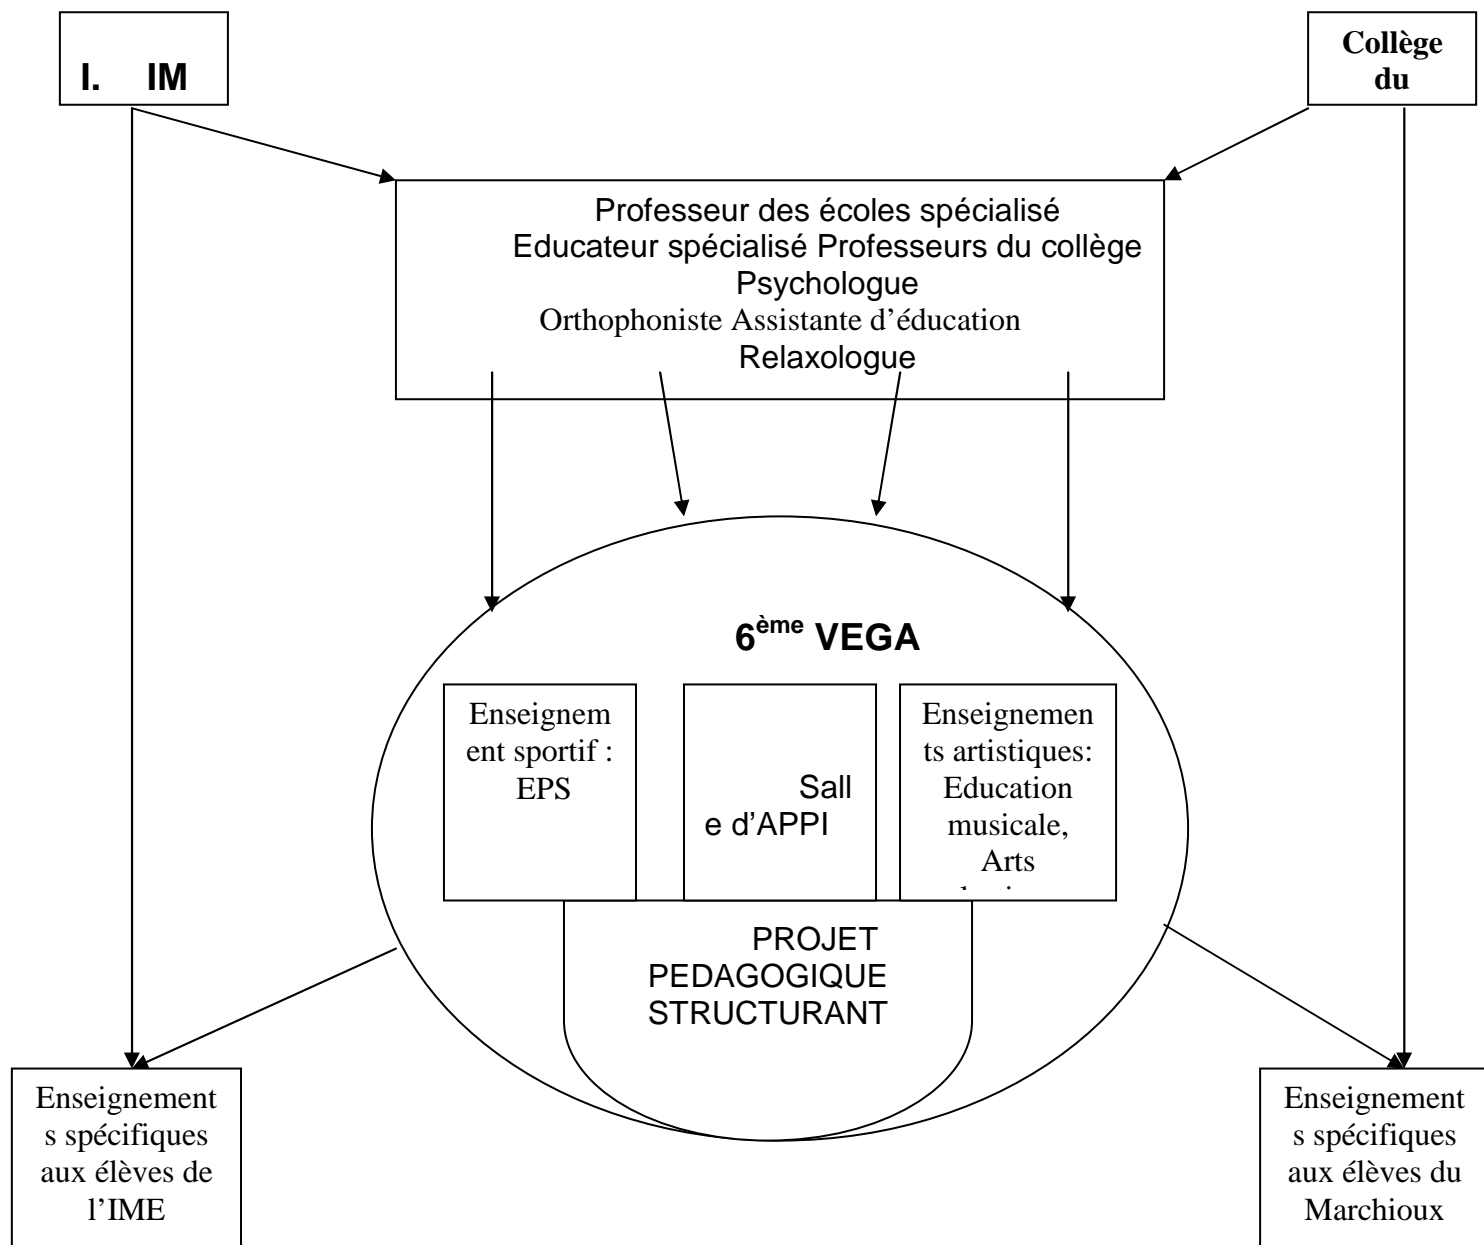 I. IM
Collège
du
Professeur des écoles spécialisé
Educateur spécialisé Professeurs du collège
Psychologue
Orthophoniste Assistante d’éducation
Relaxologue
6ème VEGA
Enseignem
ent sportif :
EPS
Sall
e d’APPI
Enseignemen
ts artistiques:
Education
musicale,
Arts
PROJET
PEDAGOGIQUE
STRUCTURANT
Enseignement
s spécifiques
aux élèves de
l’IME
Enseignement
s spécifiques
aux élèves du
Marchioux